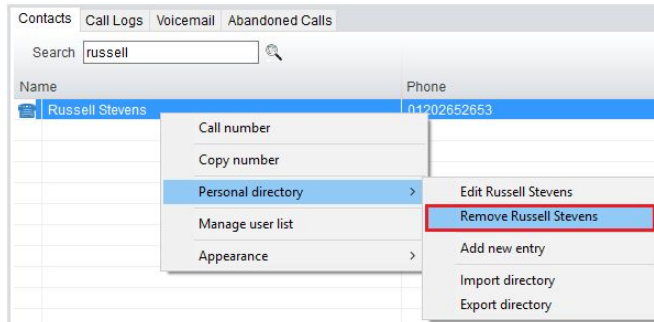 Contacts Call Logs Voicemail Abandoned Calls
Search russell
Name Phone
Russell Stevens 01202652653
Call number
Copy number
Personal directory >
Manage user list
Appearance >
Edit Russell Stevens
Remove Russell Stevens
Add new entry
Import directory
Export directory